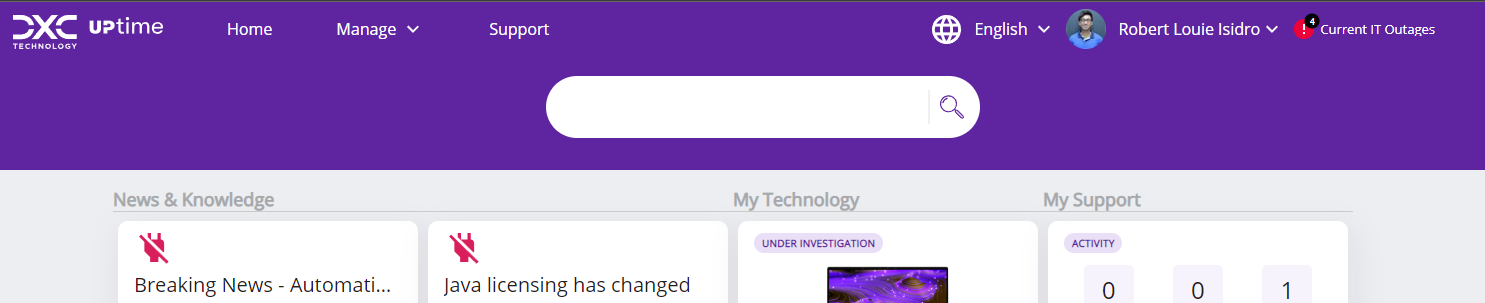 DXC TECHNOLOGY UPtime Home Manage Support English Robert Louie Isidro ! 4 Current IT Outages
News & Knowledge My Technology My Support
UNDER INVESTIGATION ACTIVITY
Breaking News - Automati... Java licensing has changed 0 0 1